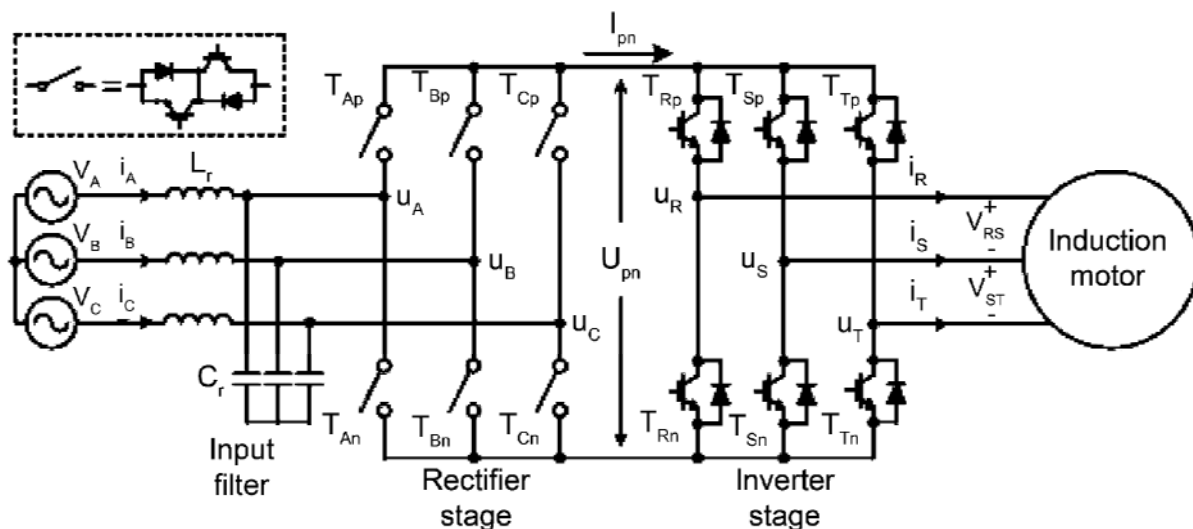 I_pn
T_Ap T_Bp T_Cp T_Rp T_Sp T_Tp
=
V_A i_A L_r
u_A u_R i_R
V_RS + -
V_B i_B
u_B U_pn u_S i_S
Induction
motor
V_ST + -
V_C i_C
u_C u_T i_T
C_r
T_An T_Bn T_Cn T_Rn T_Sn T_Tn
Input
filter
Rectifier
stage
Inverter
stage